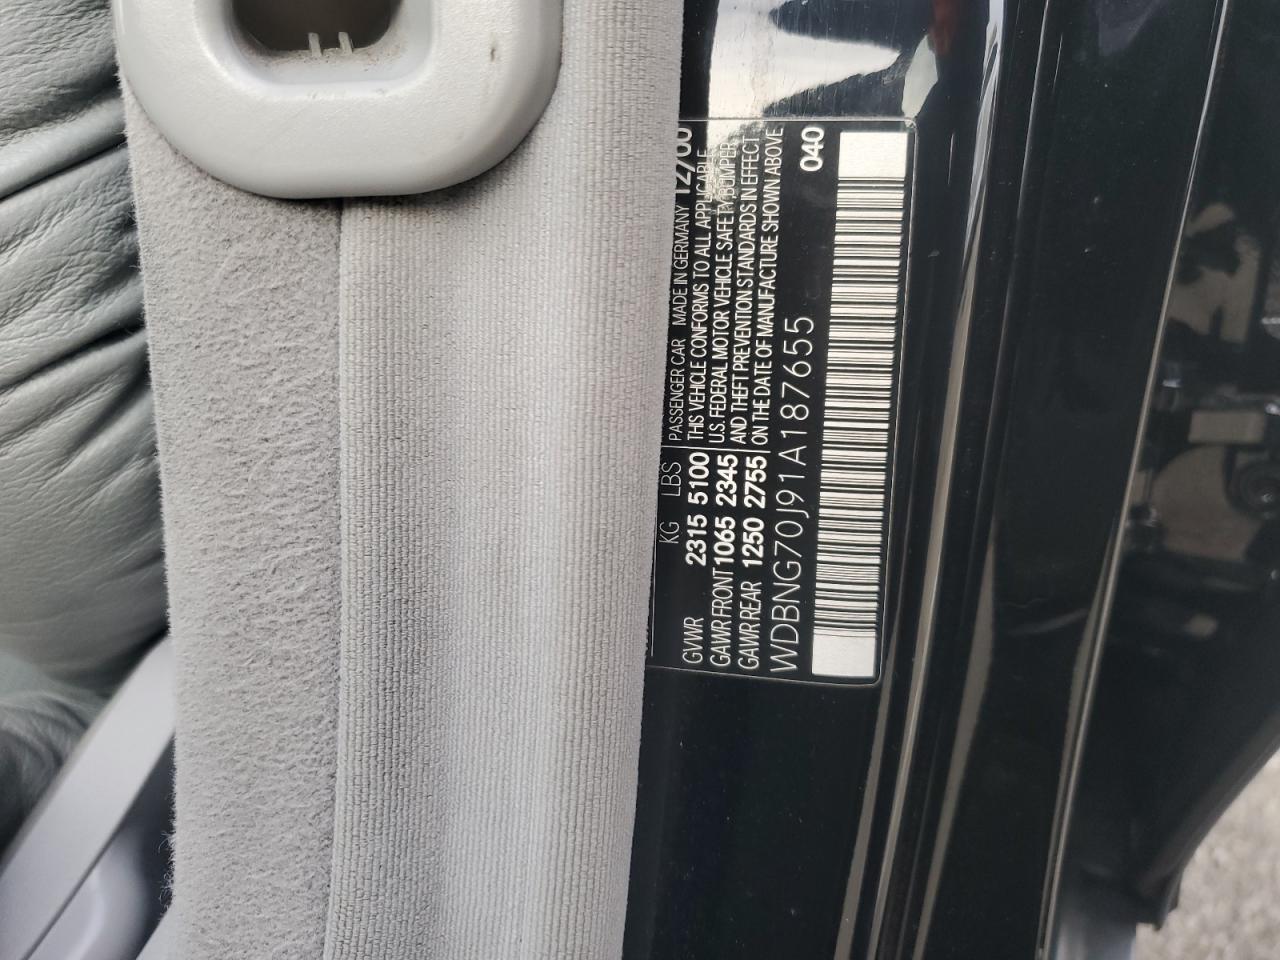 PASSENGER CAR MADE IN GERMANY 12/00
KG LBS
GVWR 2315 5100
GAWR FRONT 1065 2345
GAWR REAR 1250 2755
THIS VEHICLE CONFORMS TO ALL APPLICABLE
U.S. FEDERAL MOTOR VEHICLE SAFETY, BUMPER,
AND THEFT PREVENTION STANDARDS IN EFFECT
ON THE DATE OF MANUFACTURE SHOWN ABOVE
WDBNG70J91A187655
040